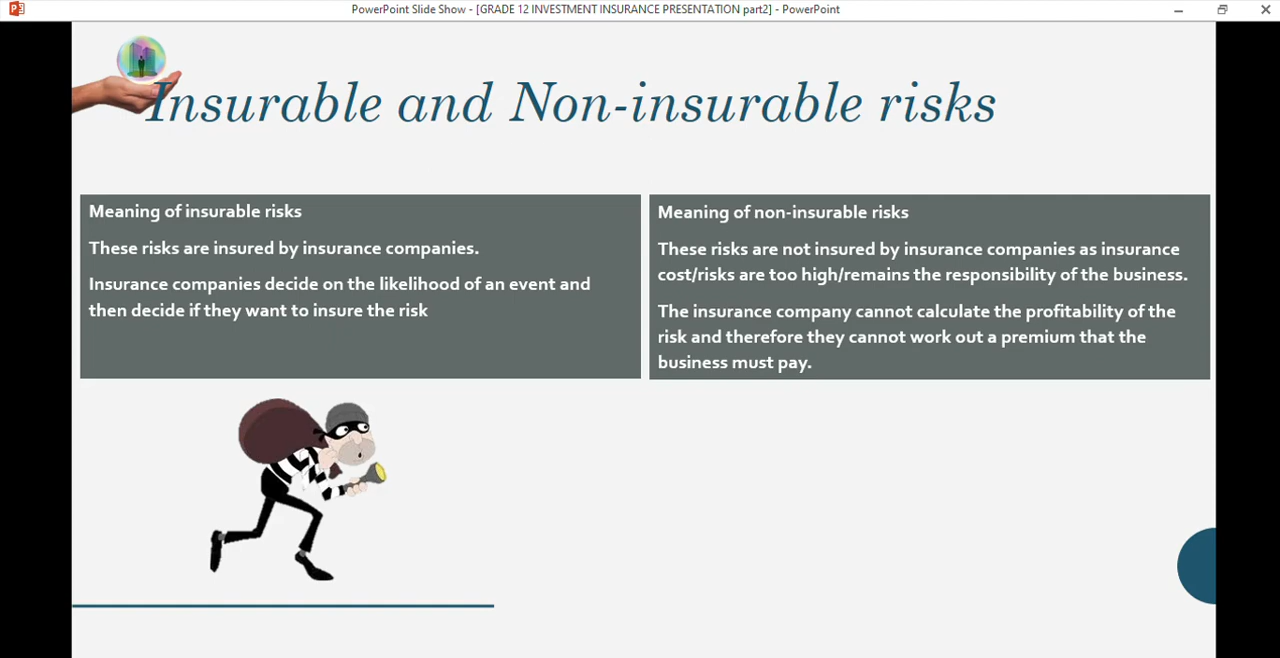 PowerPoint Slide Show - [GRADE 12 INVESTMENT INSURANCE PRESENTATION part2] - PowerPoint
Insurable and Non-insurable risks
Meaning of insurable risks
These risks are insured by insurance companies.
Insurance companies decide on the likelihood of an event and
then decide if they want to insure the risk
Meaning of non-insurable risks
These risks are not insured by insurance companies as insurance
cost/risks are too high/remains the responsibility of the business.
The insurance company cannot calculate the profitability of the
risk and therefore they cannot work out a premium that the
business must pay.